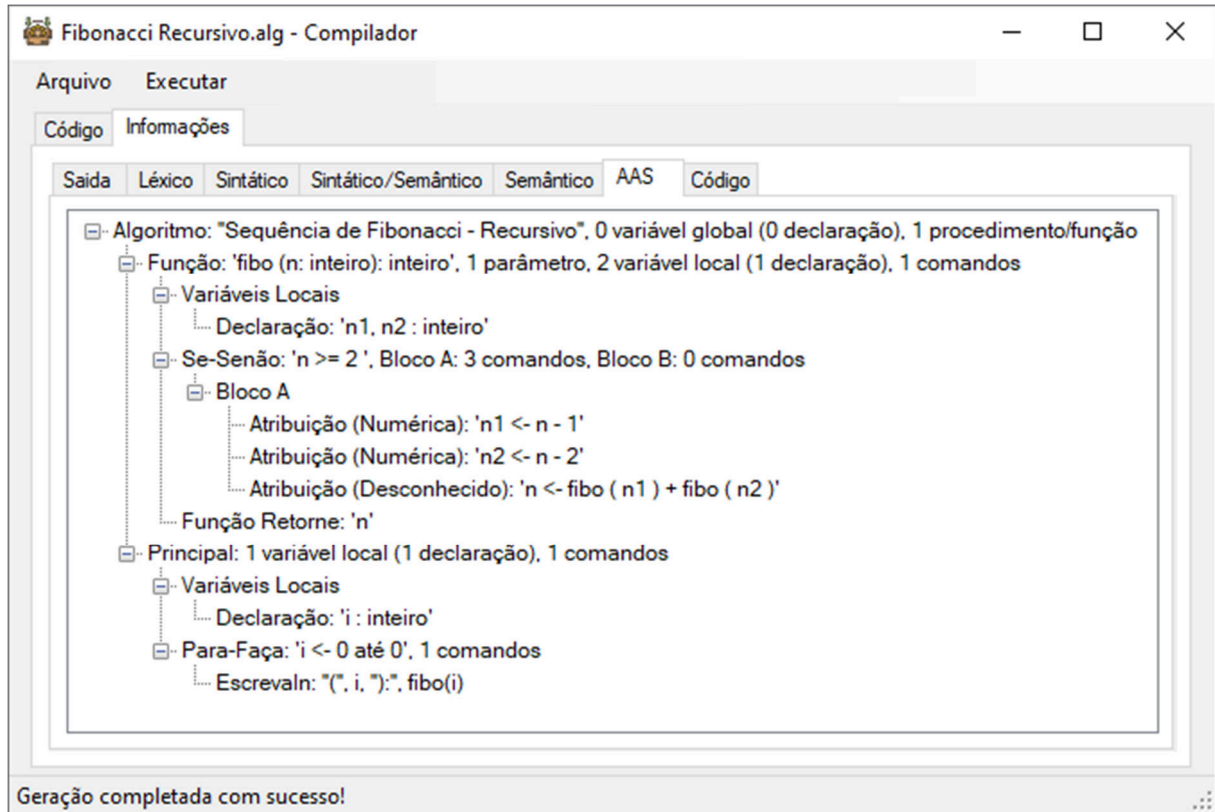 Fibonacci Recursivo.alg - Compilador
Arquivo Executar
Código Informações
Saida Léxico Sintático Sintático/Semântico Semântico AAS Código
Algoritmo: "Sequência de Fibonacci - Recursivo", 0 variável global (0 declaração), 1 procedimento/função
Função: 'fibo (n: inteiro): inteiro', 1 parâmetro, 2 variável local (1 declaração), 1 comandos
Variáveis Locais
Declaração: 'n1, n2 : inteiro'
Se-Senão: 'n >= 2 ', Bloco A: 3 comandos, Bloco B: 0 comandos
Bloco A
Atribuição (Numérica): 'n1 <- n - 1'
Atribuição (Numérica): 'n2 <- n - 2'
Atribuição (Desconhecido): 'n <- fibo ( n1 ) + fibo ( n2 )'
Função Retorne: 'n'
Principal: 1 variável local (1 declaração), 1 comandos
Variáveis Locais
Declaração: 'i : inteiro'
Para-Faça: 'i <- 0 até 0', 1 comandos
Escrevaln: "(", i, "):", fibo(i)
Geração completada com sucesso!